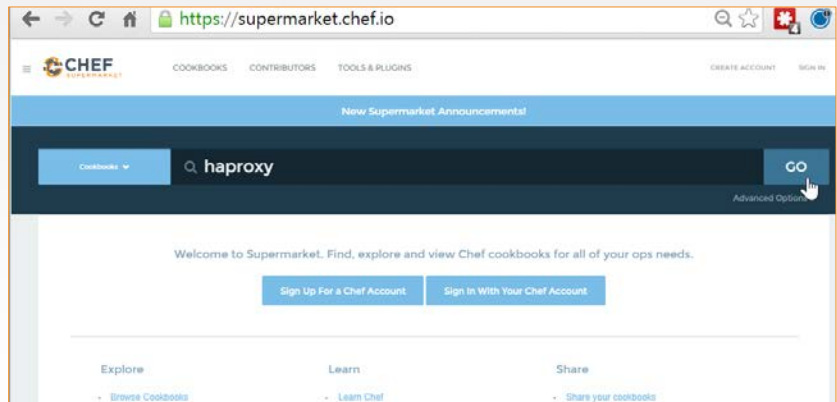 https://supermarket.chef.io
CHEF
SUPERMARKET
COOKBOOKS CONTRIBUTORS TOOLS & PLUGINS CREATE ACCOUNT SIGN IN
New Supermarket Announcements!
Cookbooks haproxy GO
Advanced Options
Welcome to Supermarket. Find, explore and view Chef cookbooks for all of your ops needs.
Sign Up For a Chef Account Sign In With Your Chef Account
Explore Learn Share
- Browse Cookbooks - Learn Chef - Share your cookbooks